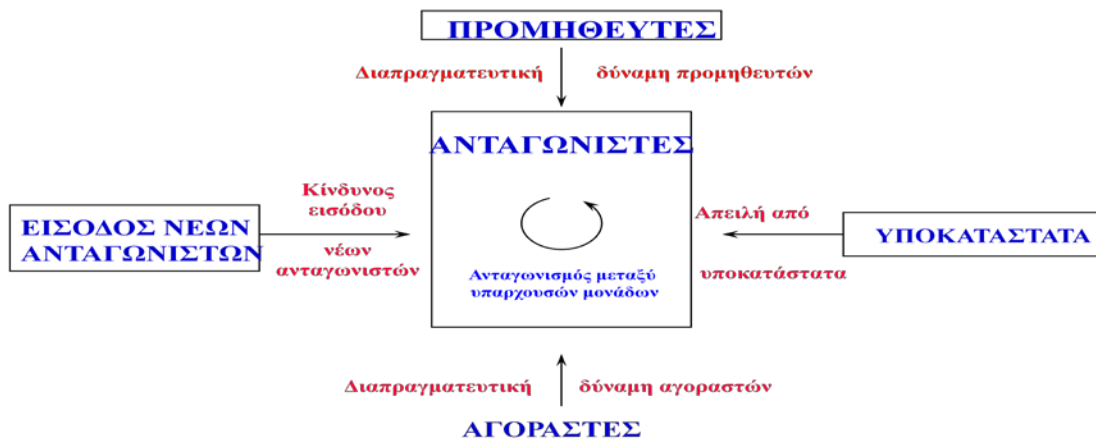 ΠΡΟΜΗΘΕΥΤΕΣ
Διαπραγματευτική δύναμη προμηθευτών
ΑΝΤΑΓΩΝΙΣΤΕΣ
Κίνδυνος
εισόδου
ΕΙΣΟΔΟΣ ΝΕΩΝ
ΑΝΤΑΓΩΝΙΣΤΩΝ
νέων
ανταγωνιστών
Απειλή από
ΥΠΟΚΑΤΑΣΤΑΤΑ
υποκατάστατα
Ανταγωνισμός μεταξύ
υπαρχουσών μονάδων
Διαπραγματευτική δύναμη αγοραστών
ΑΓΟΡΑΣΤΕΣ